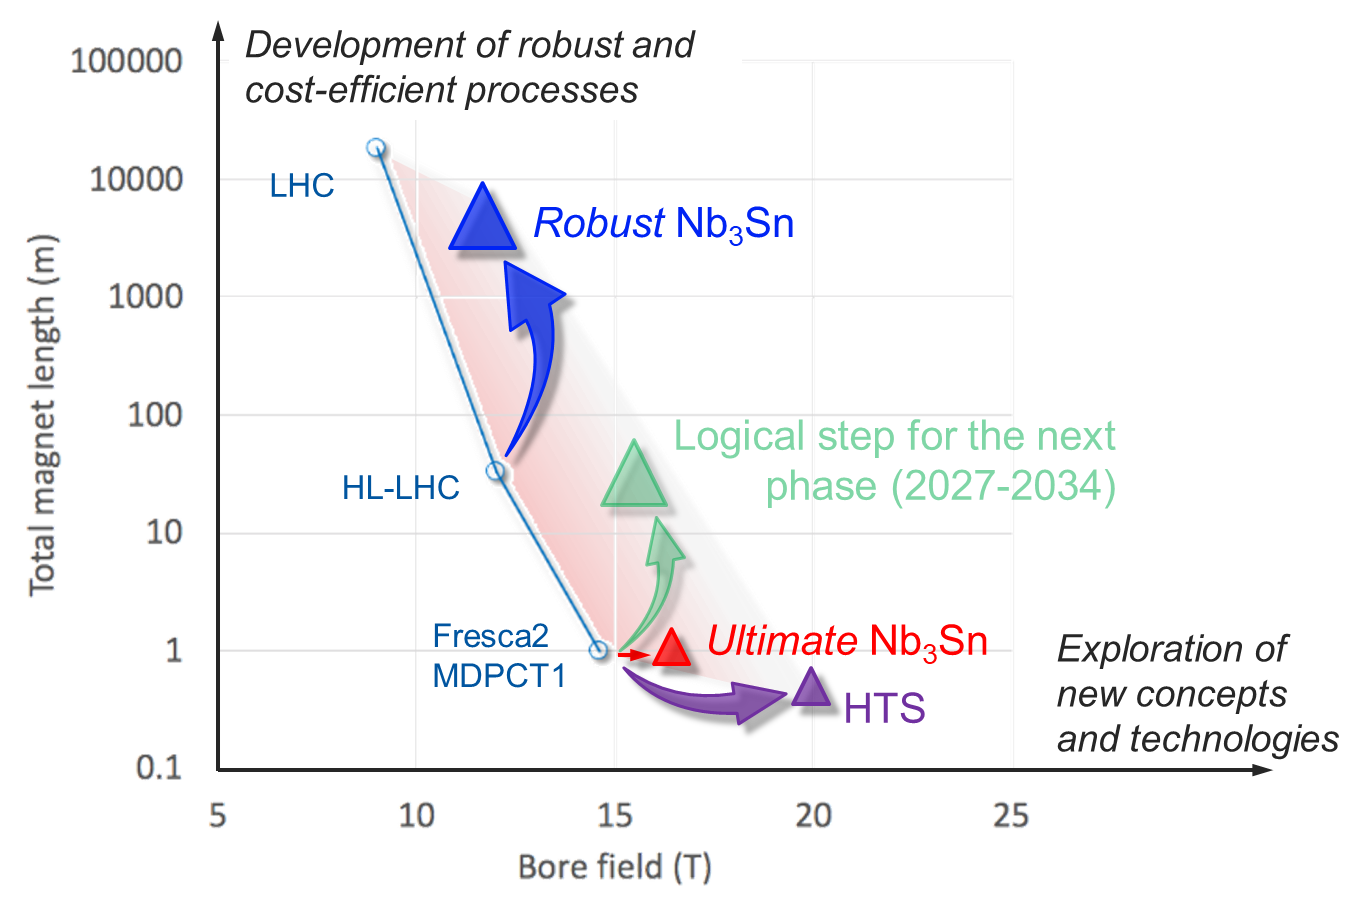 Development of robust and
cost-efficient processes
100000
10000
1000
100
10
1
0.1
Total magnet length (m)
LHC
Robust Nb₃Sn
HL-LHC
Logical step for the next
phase (2027-2034)
Fresca2
MDPCT1
Ultimate Nb₃Sn
HTS
Exploration of
new concepts
and technologies
5 10 15 20 25
Bore field (T)